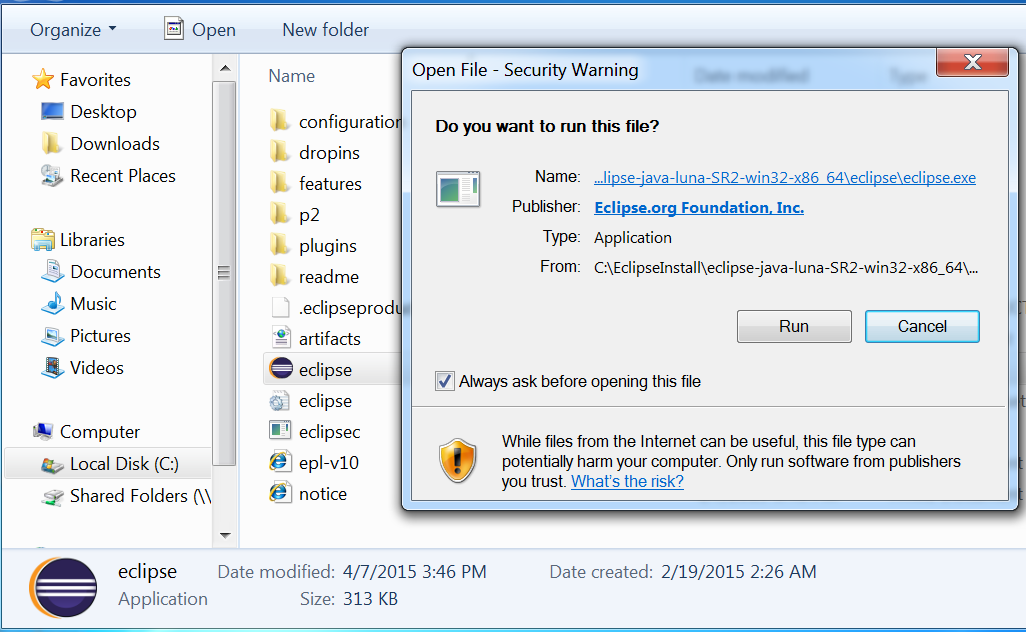 Organize Open New folder
Favorites
Desktop
Downloads
Recent Places
Libraries
Documents
Music
Pictures
Videos
Computer
Local Disk (C:)
Shared Folders (\\
Name
configuration
dropins
features
p2
plugins
readme
.eclipseprodu
artifacts
eclipse
eclipse
eclipsec
epl-v10
notice
Date modified Type
Open File - Security Warning
Do you want to run this file?
Name: ...lipse-java-luna-SR2-win32-x86_64\eclipse\eclipse.exe
Publisher: Eclipse.org Foundation, Inc.
Type: Application
From: C:\EclipseInstall\eclipse-java-luna-SR2-win32-x86_64\...
Run Cancel
Always ask before opening this file
While files from the Internet can be useful, this file type can
potentially harm your computer. Only run software from publishers
you trust. What's the risk?
eclipse Date modified: 4/7/2015 3:46 PM Date created: 2/19/2015 2:26 AM
Application Size: 313 KB